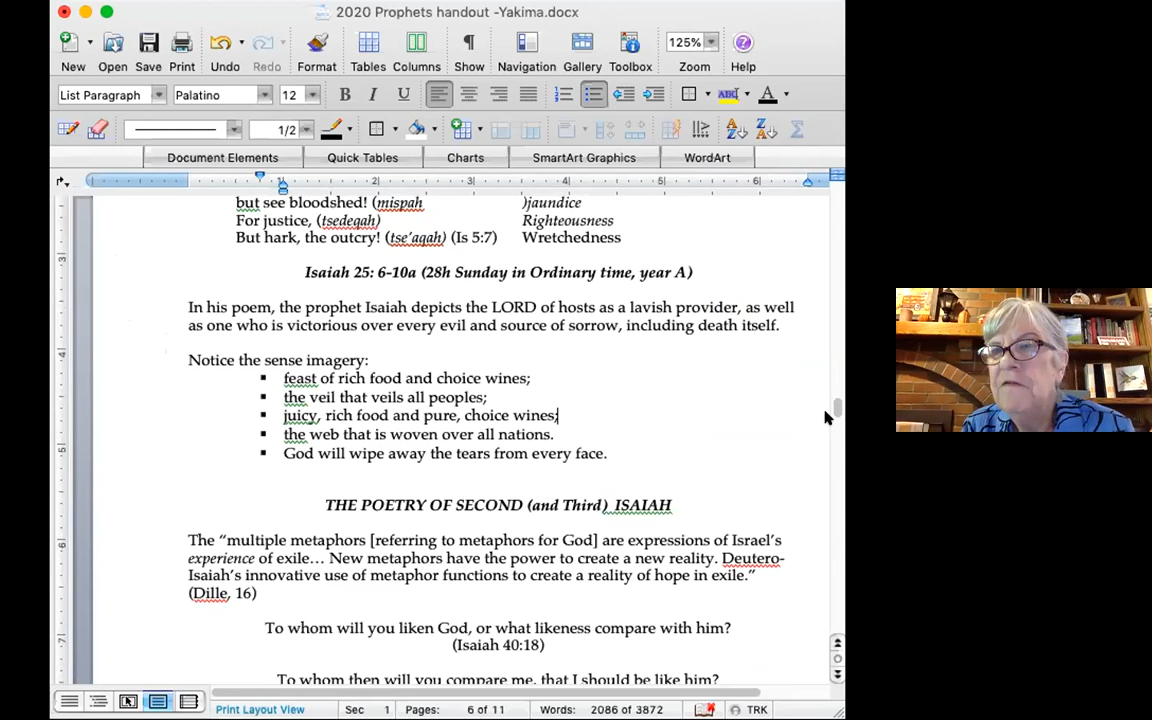 2020 Prophets handout -Yakima.docx
New Open Save Print Undo Redo Format Tables Columns Show Navigation Gallery Toolbox 125% Zoom Help
List Paragraph Palatino 12 B I U ABC A
1/2
Document Elements Quick Tables Charts SmartArt Graphics WordArt
1 2 3 4 5 6
but see bloodshed! (mispah )jaundice
For justice, (tsedeqah) Righteousness
But hark, the outcry! (tse'aqah) (Is 5:7) Wretchedness
Isaiah 25: 6-10a (28h Sunday in Ordinary time, year A)
In his poem, the prophet Isaiah depicts the LORD of hosts as a lavish provider, as well
as one who is victorious over every evil and source of sorrow, including death itself.
Notice the sense imagery:
▪ feast of rich food and choice wines;
▪ the veil that veils all peoples;
▪ juicy, rich food and pure, choice wines;
▪ the web that is woven over all nations.
▪ God will wipe away the tears from every face.
THE POETRY OF SECOND (and Third) ISAIAH
The “multiple metaphors [referring to metaphors for God] are expressions of Israel's
experience of exile… New metaphors have the power to create a new reality. Deutero-
Isaiah's innovative use of metaphor functions to create a reality of hope in exile.”
(Dille, 16)
To whom will you liken God, or what likeness compare with him?
(Isaiah 40:18)
To whom then will you compare me, that I should be like him?
Print Layout View Sec 1 Pages: 6 of 11 Words: 2086 of 3872 TRK